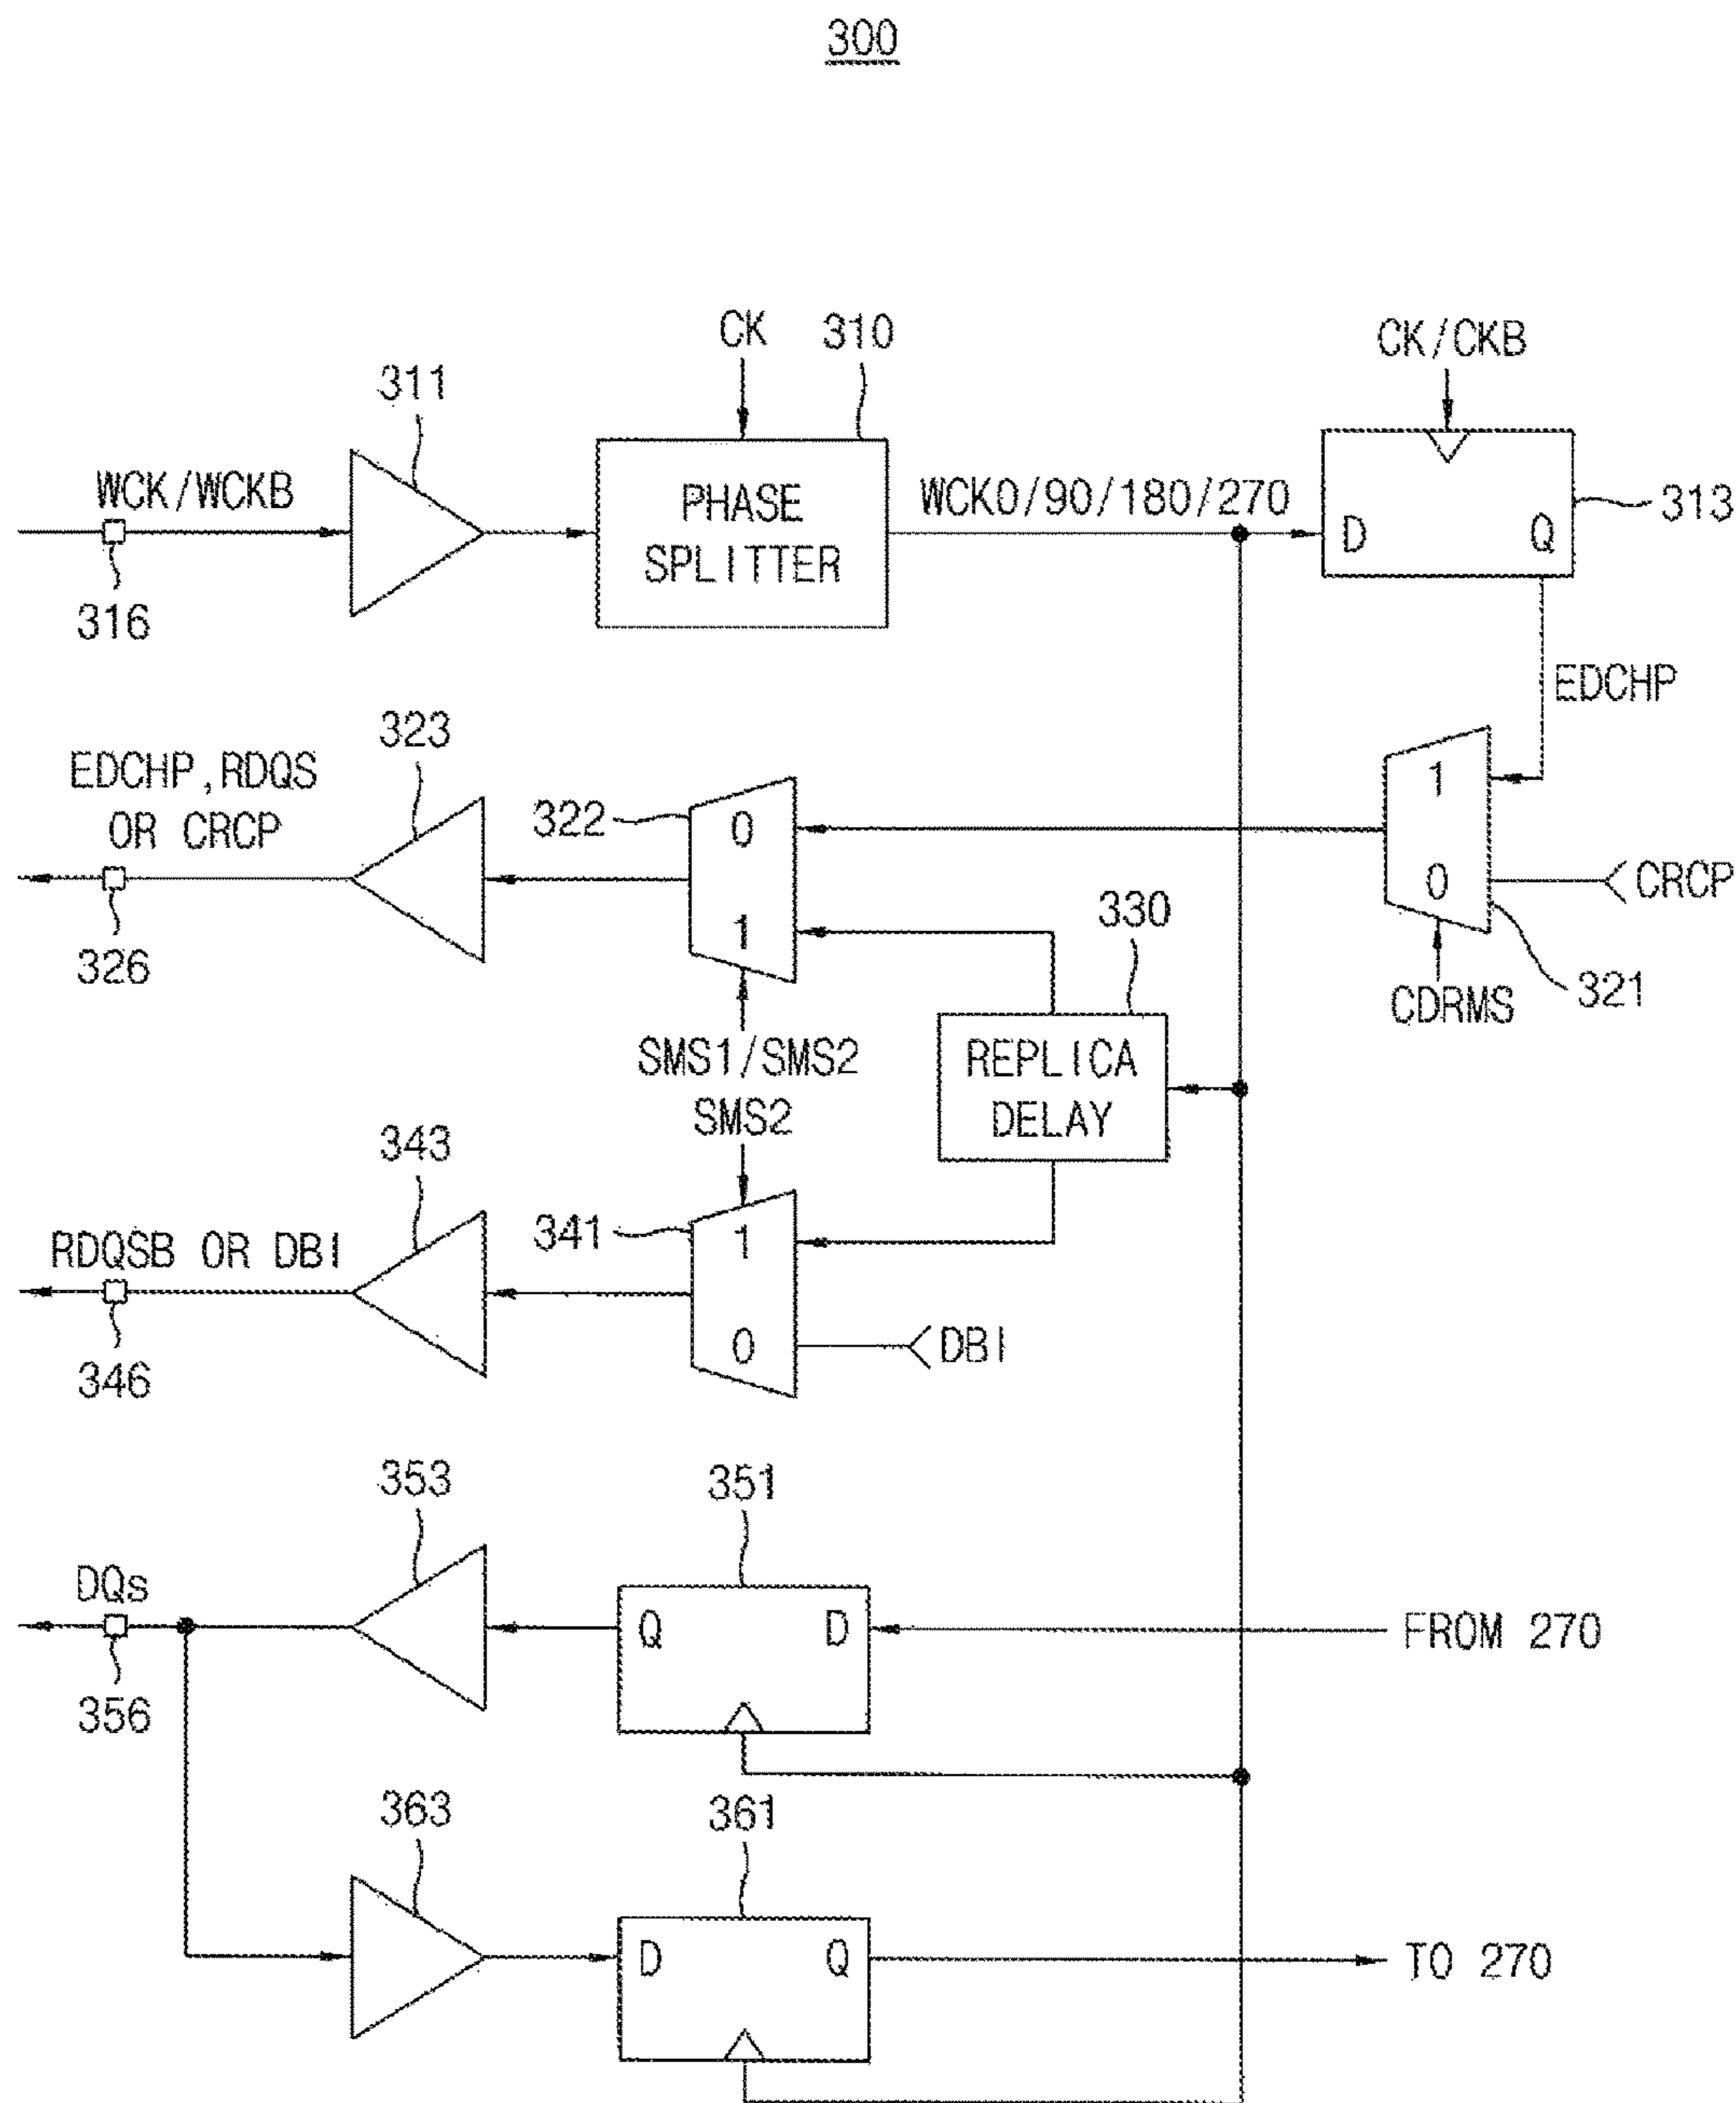 300
CK
310
CK/CKB
311
WCK/WCKB
PHASE
SPLITTER
WCK0/90/180/270
D
Q
313
316
EDCHP
323
EDCHP,RDQS
OR CRCP
322
0
1
1
0
CRCP
326
330
CDRMS
321
SMS1/SMS2
REPLICA
DELAY
SMS2
343
341
RDQSB OR DBI
1
0
DBI
346
353
351
DQs
Q
D
FROM 270
356
363
361
D
Q
TO 270